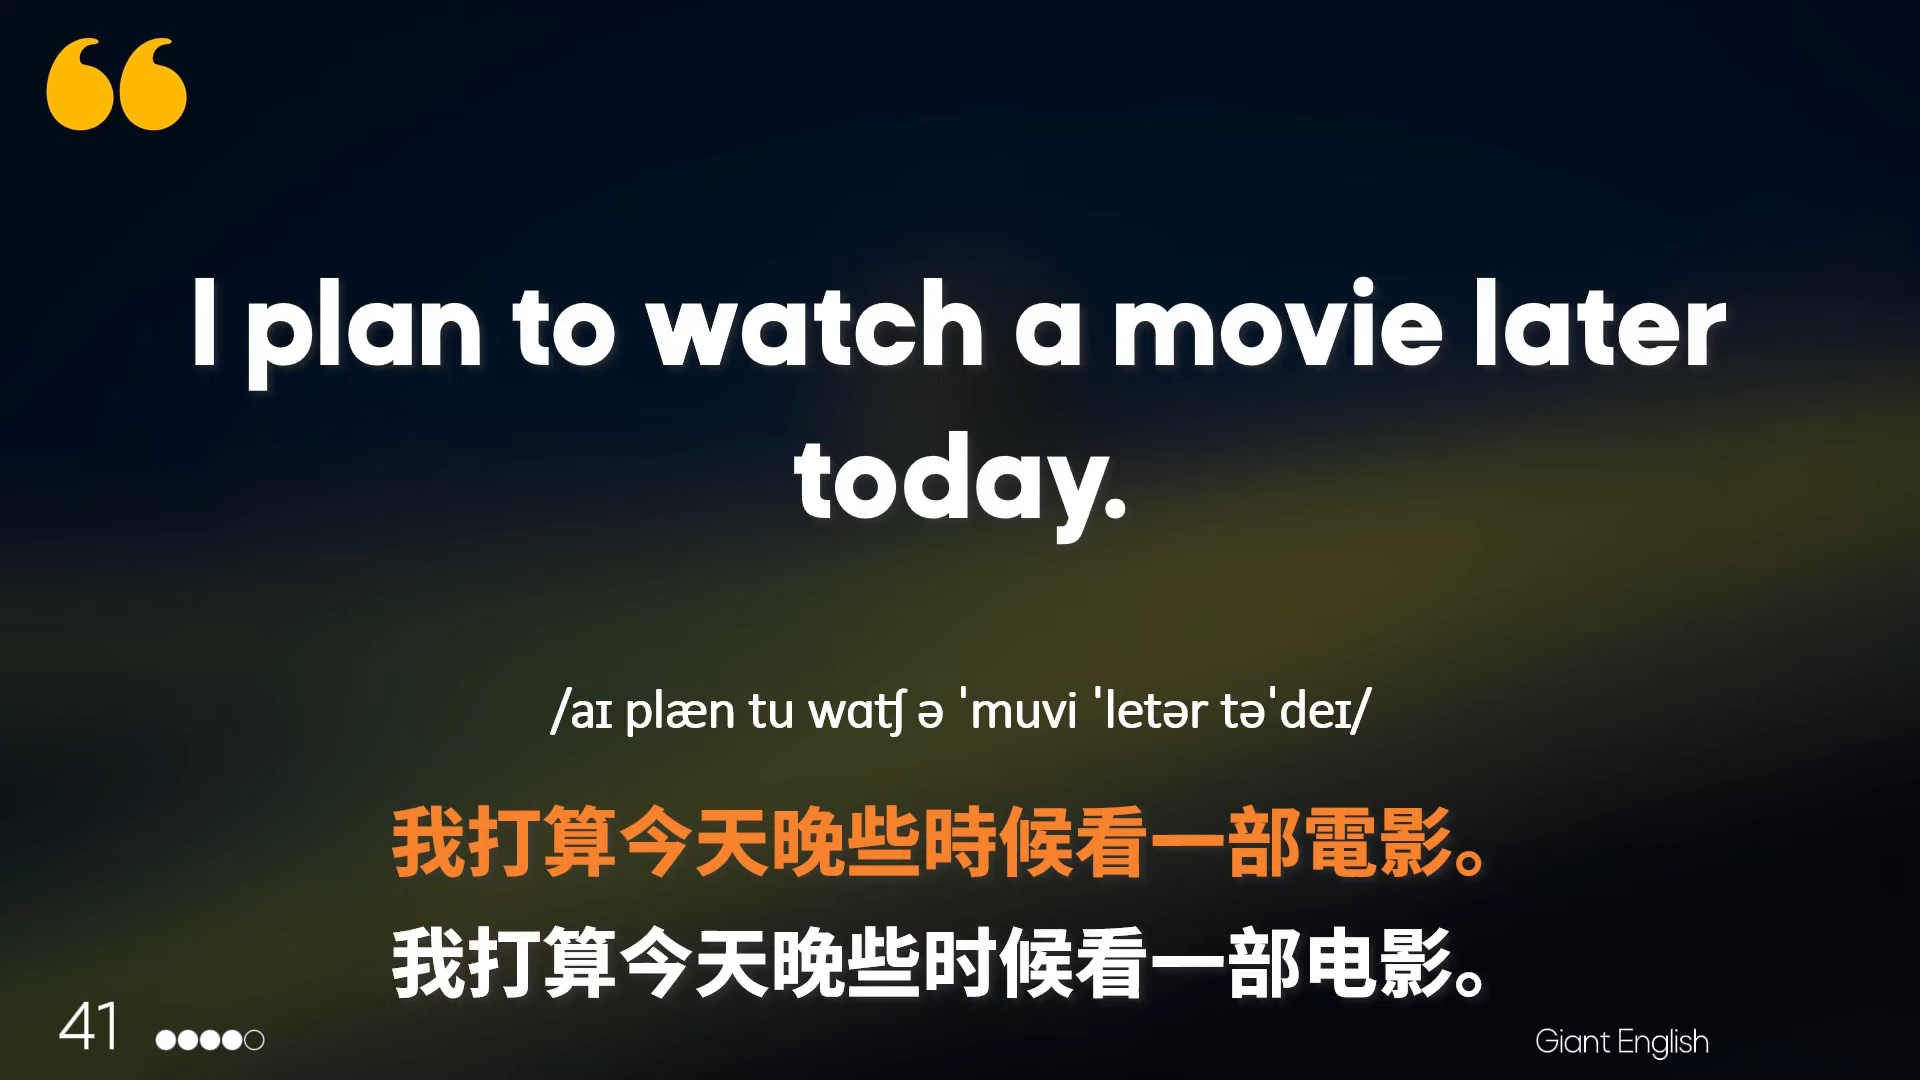 I plan to watch a movie later
today.
/aɪ plæn tu wɑʧ ə ˈmuvi ˈletər təˈdeɪ/
我打算今天晚些時候看一部電影。
我打算今天晚些时候看一部电影。
41
Giant English